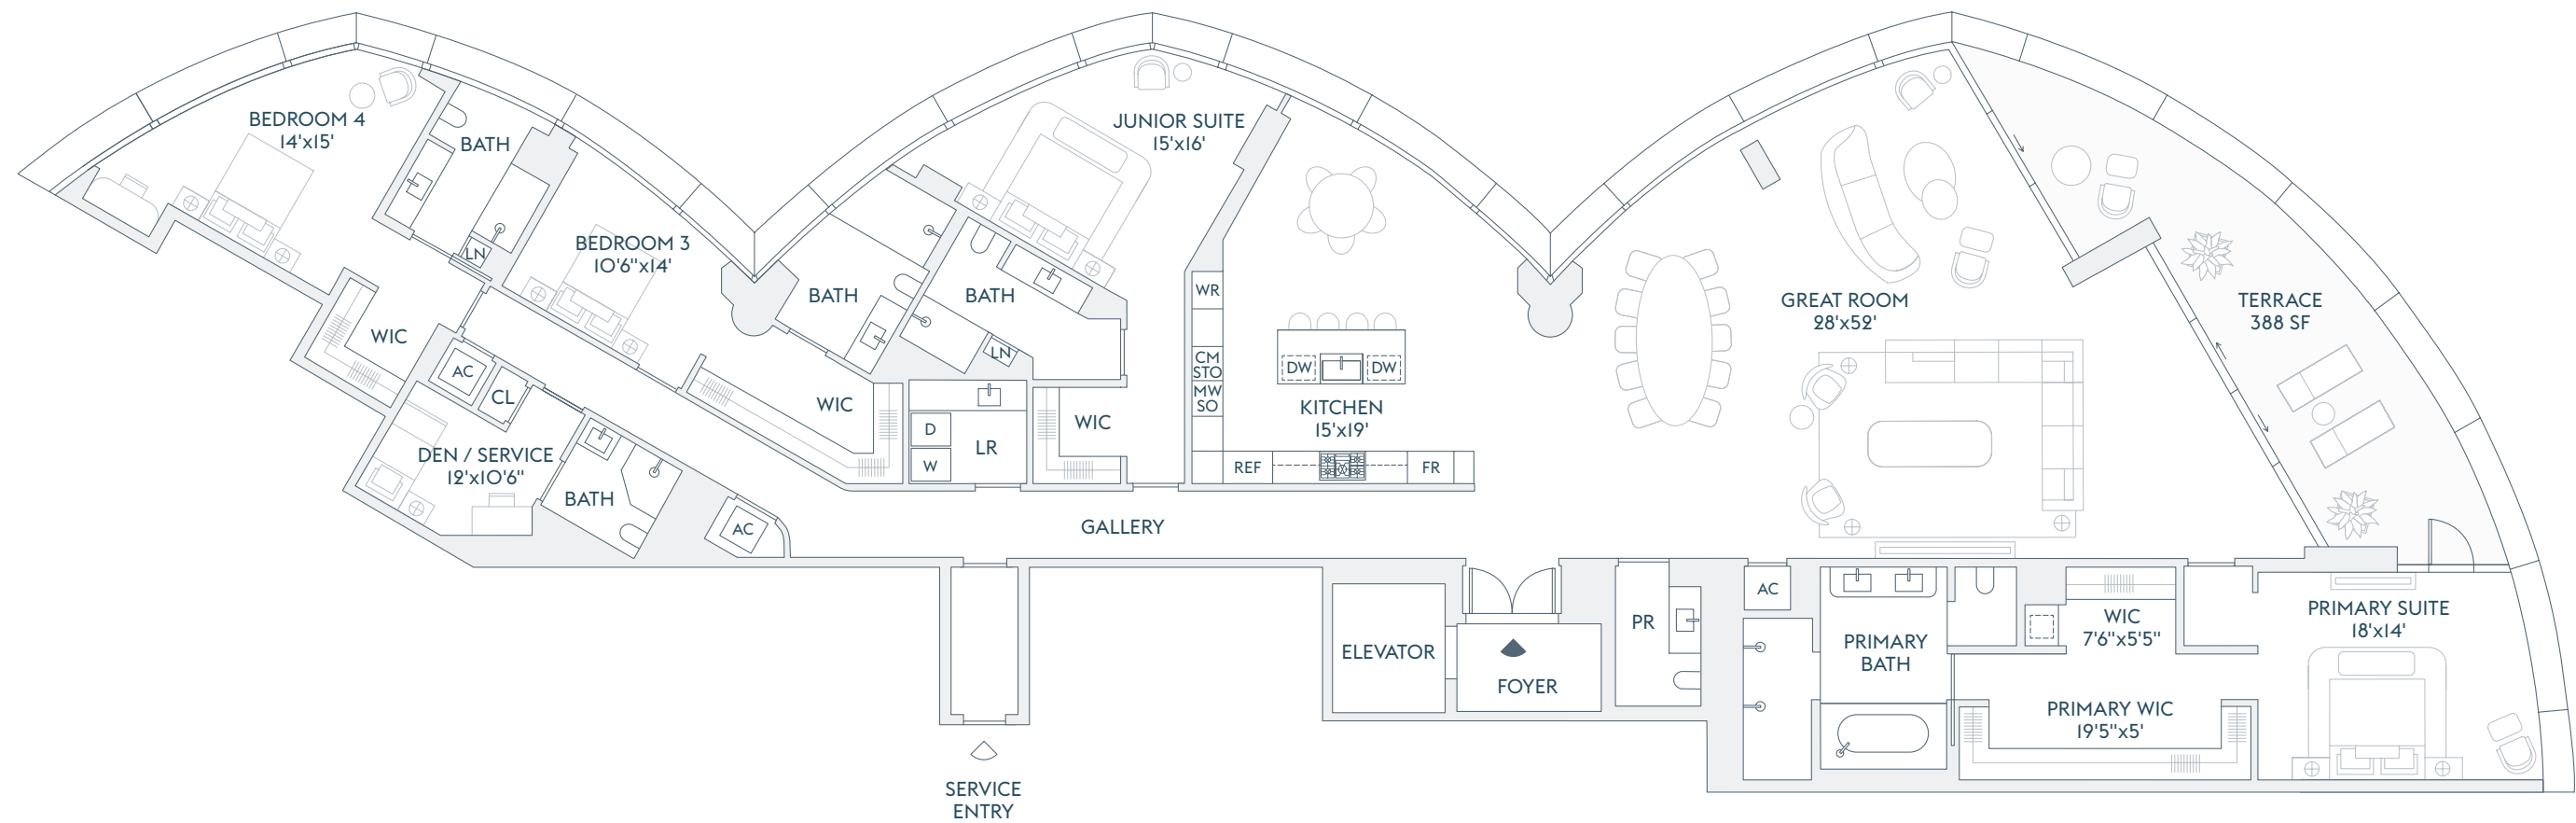 BEDROOM 4
14'x15'
BATH
LN
BEDROOM 3
10'6"x14'
WIC
AC
CL
DEN / SERVICE
12'x10'6"
BATH
AC
BATH
WIC
JUNIOR SUITE
15'x16'
BATH
LN
D
W
LR
WIC
WR
CM
STO
MW
SO
DW
DW
KITCHEN
15'x19'
REF
FR
GALLERY
GREAT ROOM
28'x52'
TERRACE
388 SF
SERVICE
ENTRY
ELEVATOR
FOYER
PR
AC
PRIMARY
BATH
WIC
7'6"x5'5"
PRIMARY WIC
19'5"x5'
PRIMARY SUITE
18'x14'